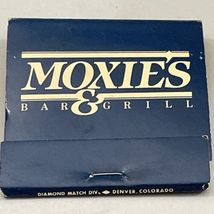 MOXIE'S
BAR & GRILL
DIAMOND MATCH DIV. DENVER, COLORADO